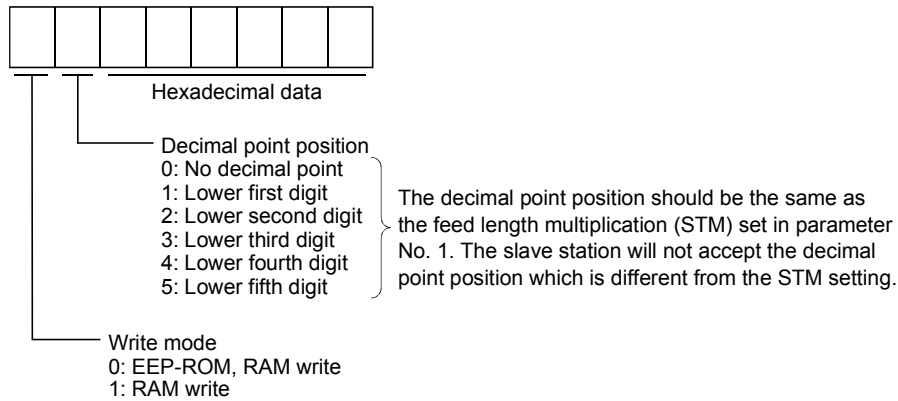 Hexadecimal data
Decimal point position
0: No decimal point
1: Lower first digit
2: Lower second digit
3: Lower third digit
4: Lower fourth digit
5: Lower fifth digit
The decimal point position should be the same as
the feed length multiplication (STM) set in parameter
No. 1. The slave station will not accept the decimal
point position which is different from the STM setting.
Write mode
0: EEP-ROM, RAM write
1: RAM write